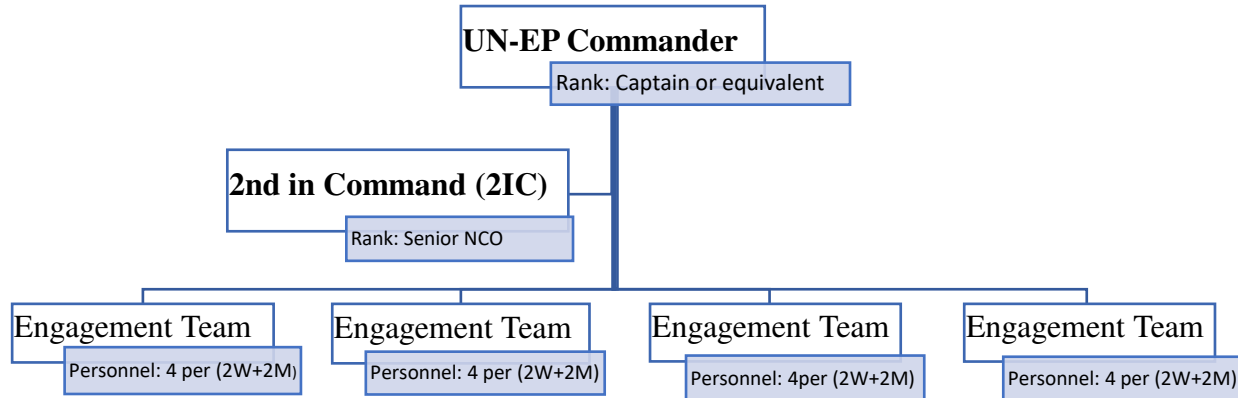 UN-EP Commander
Rank: Captain or equivalent
2nd in Command (2IC)
Rank: Senior NCO
Engagement Team
Personnel: 4 per (2W+2M)
Engagement Team
Personnel: 4 per (2W+2M)
Engagement Team
Personnel: 4per (2W+2M)
Engagement Team
Personnel: 4 per (2W+2M)